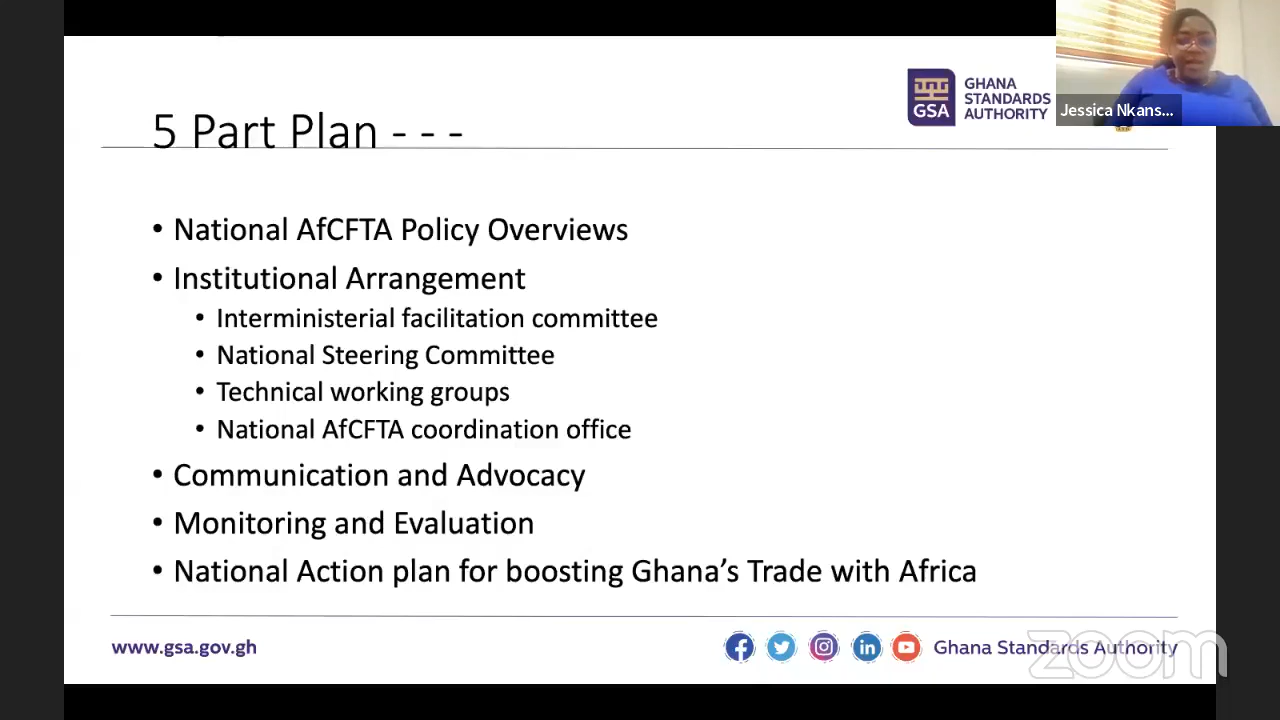 GSA
GHANA
STANDARDS
AUTHORITY
Jessica Nkans...
5 Part Plan - - -
• National AfCFTA Policy Overviews
• Institutional Arrangement
• Interministerial facilitation committee
• National Steering Committee
• Technical working groups
• National AfCFTA coordination office
• Communication and Advocacy
• Monitoring and Evaluation
• National Action plan for boosting Ghana’s Trade with Africa
www.gsa.gov.gh
Ghana Standards Authority
zoom